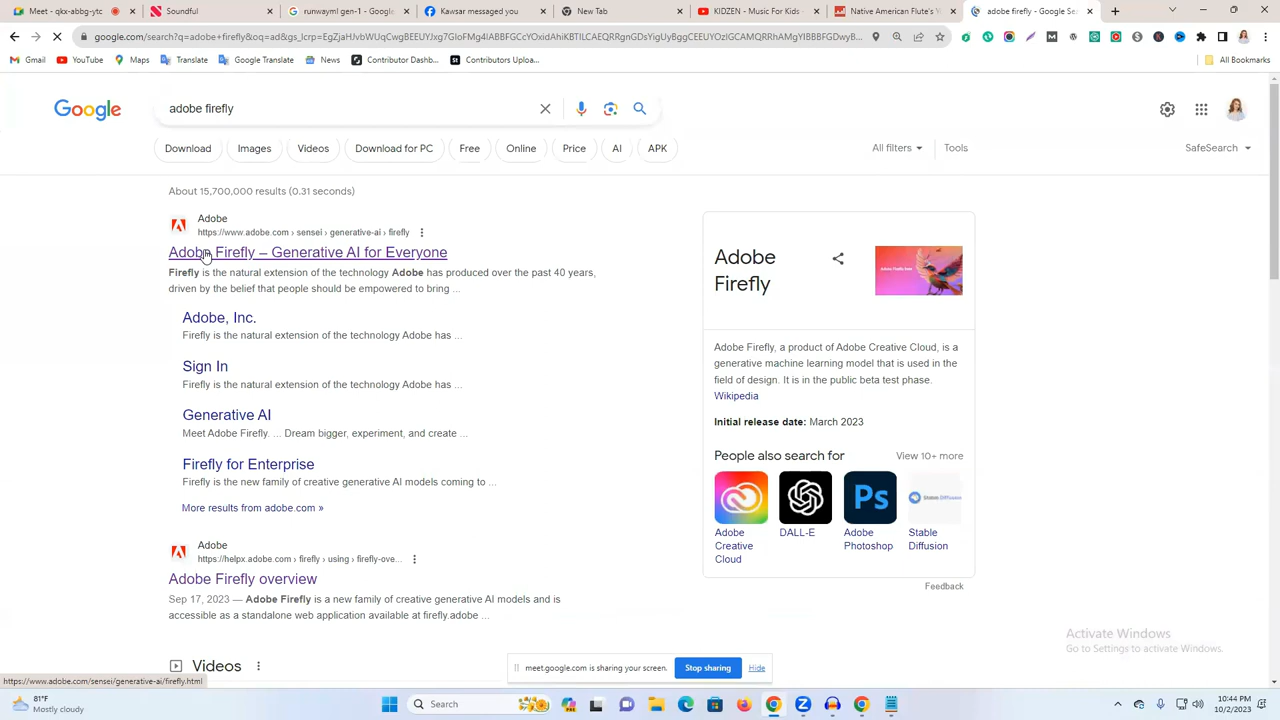 Meet - qkx-abbz-ctx
Soundful
runwayml gen-1 - Google
Kawsar messaged you
New Tab
KIDZEN - Music For Kids -
Native American Flute's V
adobe firefly - Google Se
google.com/search?q=adobe+firefly&oq=ad&gs_lcrp=
Gmail
YouTube
Maps
Translate
Google Translate
News
Contributor Dashb...
Contributors Uploa...
All Bookmarks
Google
adobe firefly
Download
Images
Videos
Download for PC
Free
Online
Price
AI
APK
All filters
Tools
SafeSearch
About 15,700,000 results (0.31 seconds)
Adobe
https://www.adobe.com › sensei › generative-ai › firefly
Adobe Firefly – Generative AI for Everyone
Firefly is the natural extension of the technology Adobe has produced over the past 40 years,
driven by the belief that people should be empowered to bring ...
Adobe, Inc.
Firefly is the natural extension of the technology Adobe has ...
Sign In
Firefly is the natural extension of the technology Adobe has ...
Generative AI
Meet Adobe Firefly. ... Dream bigger, experiment, and create ...
Firefly for Enterprise
Firefly is the new family of creative generative AI models coming to ...
More results from adobe.com »
Adobe
https://helpx.adobe.com › firefly › using › firefly-ove...
Adobe Firefly overview
Sep 17, 2023 — Adobe Firefly is a new family of creative generative AI models and is
accessible as a standalone web application available at firefly.adobe ...
Videos
Adobe
Firefly
Adobe Firefly, a product of Adobe Creative Cloud, is a
generative machine learning model that is used in the
field of design. It is in the public beta test phase.
Wikipedia
Initial release date: March 2023
People also search for
View 10+ more
Adobe
Creative
Cloud
DALL-E
Ps
Adobe
Photoshop
Stable Diffusion
Stable
Diffusion
Feedback
Activate Windows
Go to Settings to activate Windows.
meet.google.com is sharing your screen.
Stop sharing
Hide
https://www.adobe.com/sensei/generative-ai/firefly.html
81°F
Mostly cloudy
Search
10:44 PM
10/2/2023